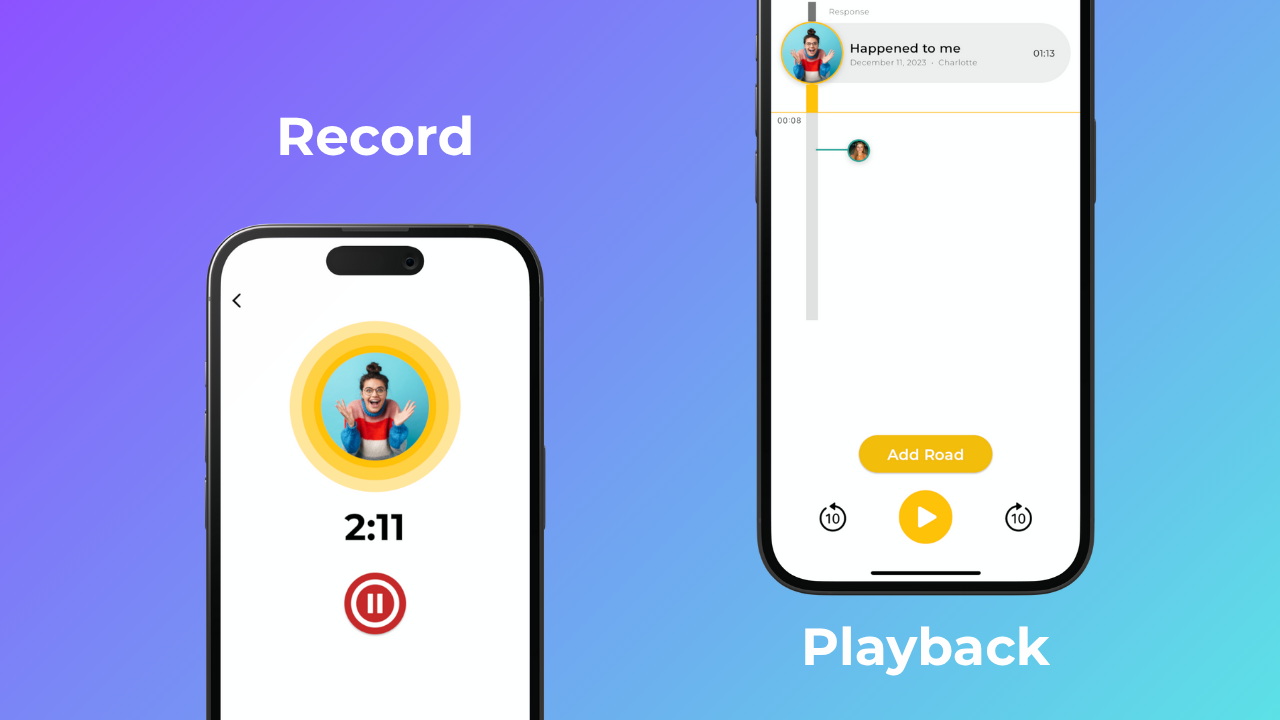 Record
2:11
Response
Happened to me
December 11, 2023 • Charlotte
01:13
00:08
Add Road
10
10
Playback